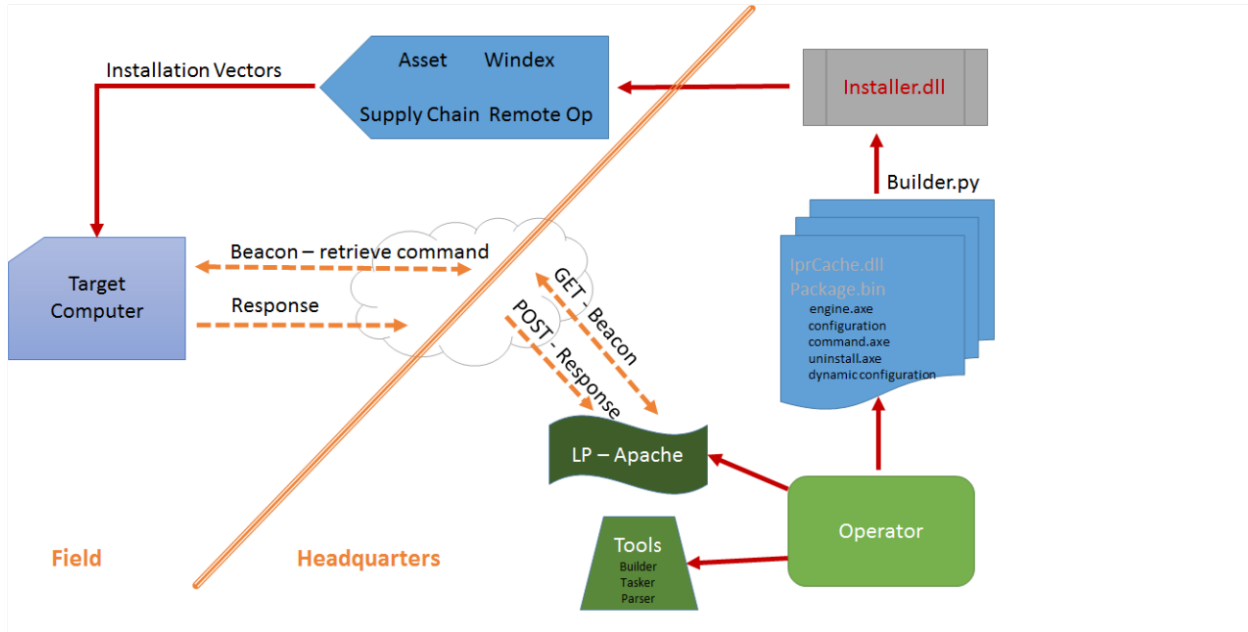 Asset Windex
Supply Chain Remote Op
Installation Vectors
Installer.dll
Builder.py
IprCache.dll
Package.bin
engine.axe
configuration
command.axe
uninstall.axe
dynamic configuration
Target
Computer
Beacon – retrieve command
Response
GET - Beacon
POST - Response
LP – Apache
Operator
Tools
Builder
Tasker
Parser
Field
Headquarters